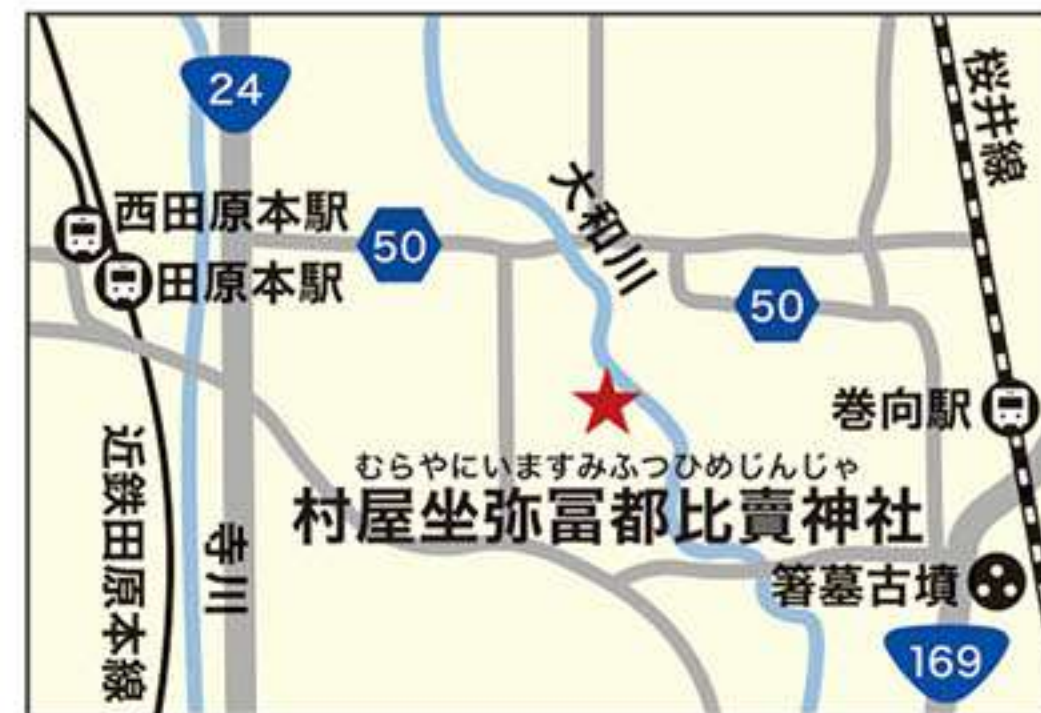 24
桜井線
大和川
西田原本駅
50
田原本駅
50
巻向駅
むらやにいますみふつひめじんじゃ
村屋坐弥冨都比賣神社
近鉄田原本線
寺川
箸墓古墳
169